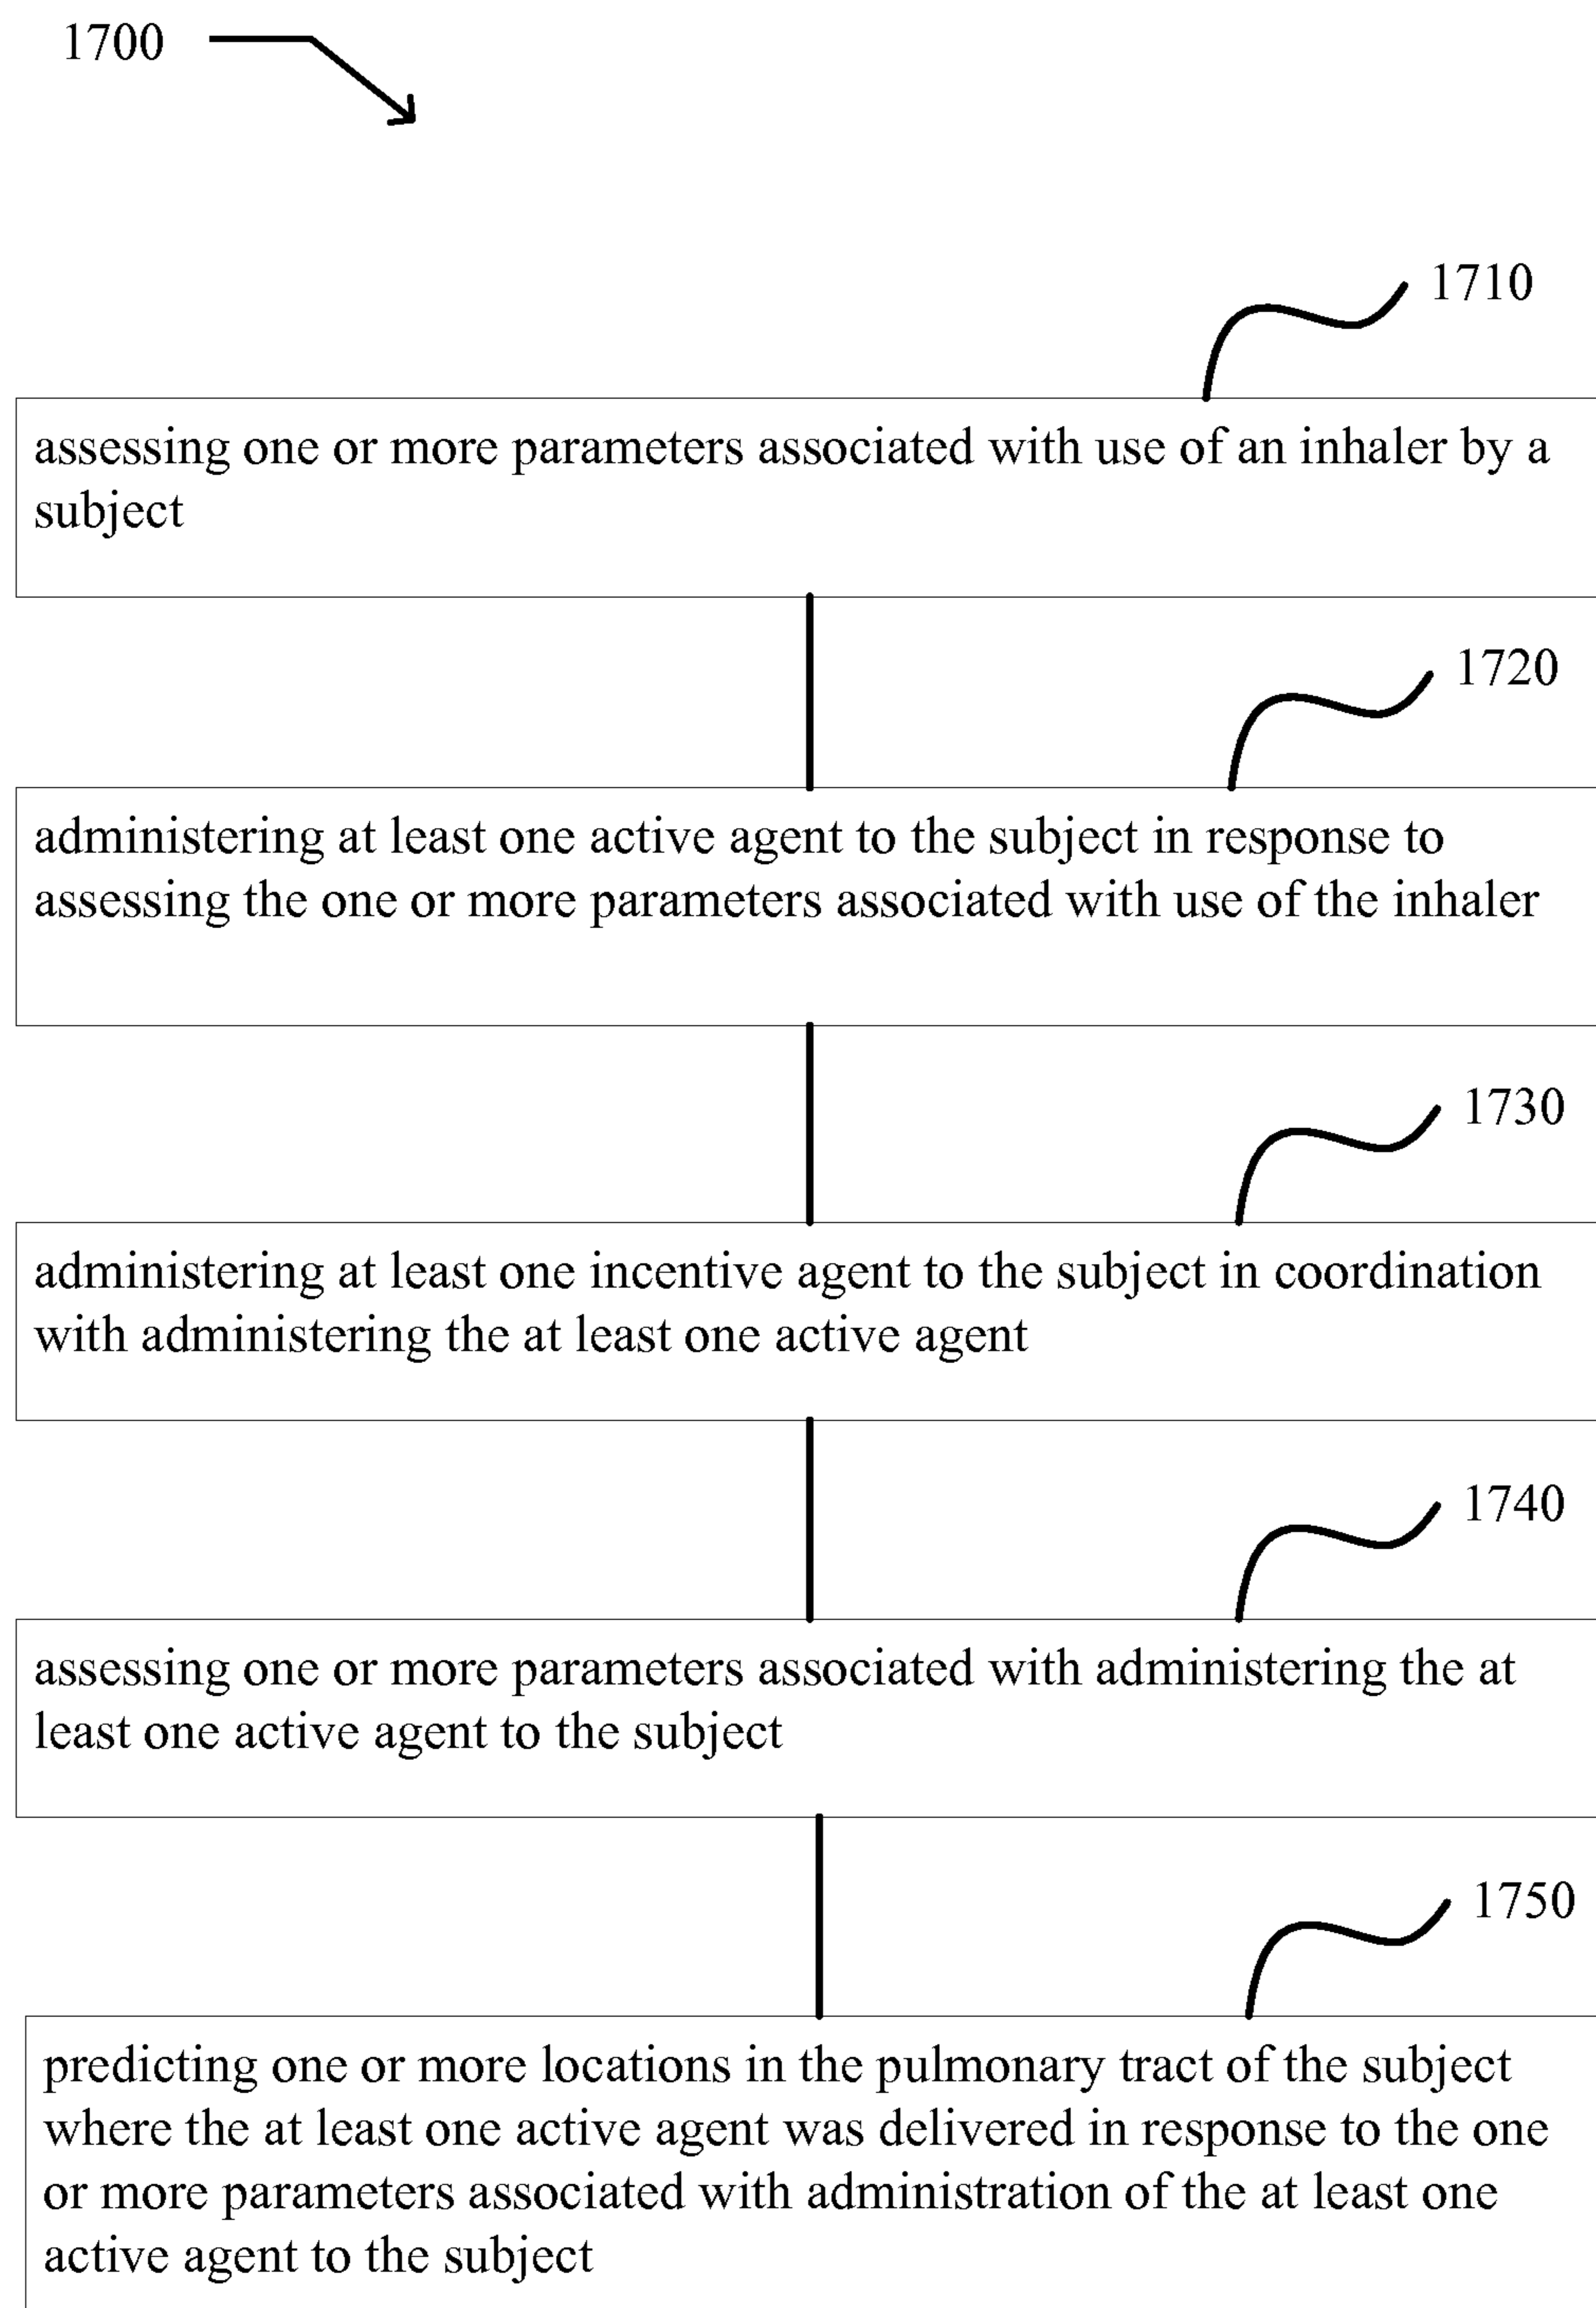 1700
1710
assessing one or more parameters associated with use of an inhaler by a
subject
1720
administering at least one active agent to the subject in response to
assessing the one or more parameters associated with use of the inhaler
1730
administering at least one incentive agent to the subject in coordination
with administering the at least one active agent
1740
assessing one or more parameters associated with administering the at
least one active agent to the subject
1750
predicting one or more locations in the pulmonary tract of the subject
where the at least one active agent was delivered in response to the one
or more parameters associated with administration of the at least one
active agent to the subject